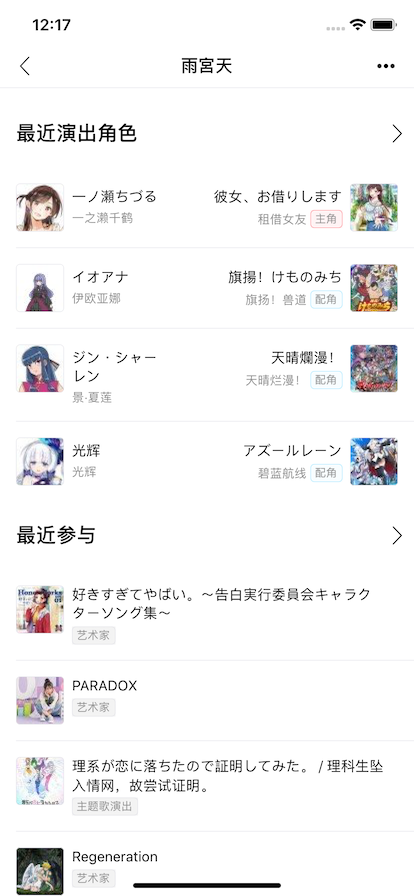 12:17
雨宮天
最近演出角色
一ノ瀬ちづる
一之濑千鹤
彼女、お借りします
租借女友 主角
イオアナ
伊欧亚娜
旗揚！けものみち
旗扬！兽道 配角
ジン・シャー
レン
景·夏莲
天晴爛漫！
天晴烂漫！ 配角
光辉
光辉
アズールレーン
碧蓝航线 配角
最近参与
好きすぎてやばい。〜告白実行委員会キャラク
ターソング集〜
艺术家
PARADOX
艺术家
理系が恋に落ちたので証明してみた。 / 理科生坠
入情网，故尝试证明。
主题歌演出
Regeneration
艺术家